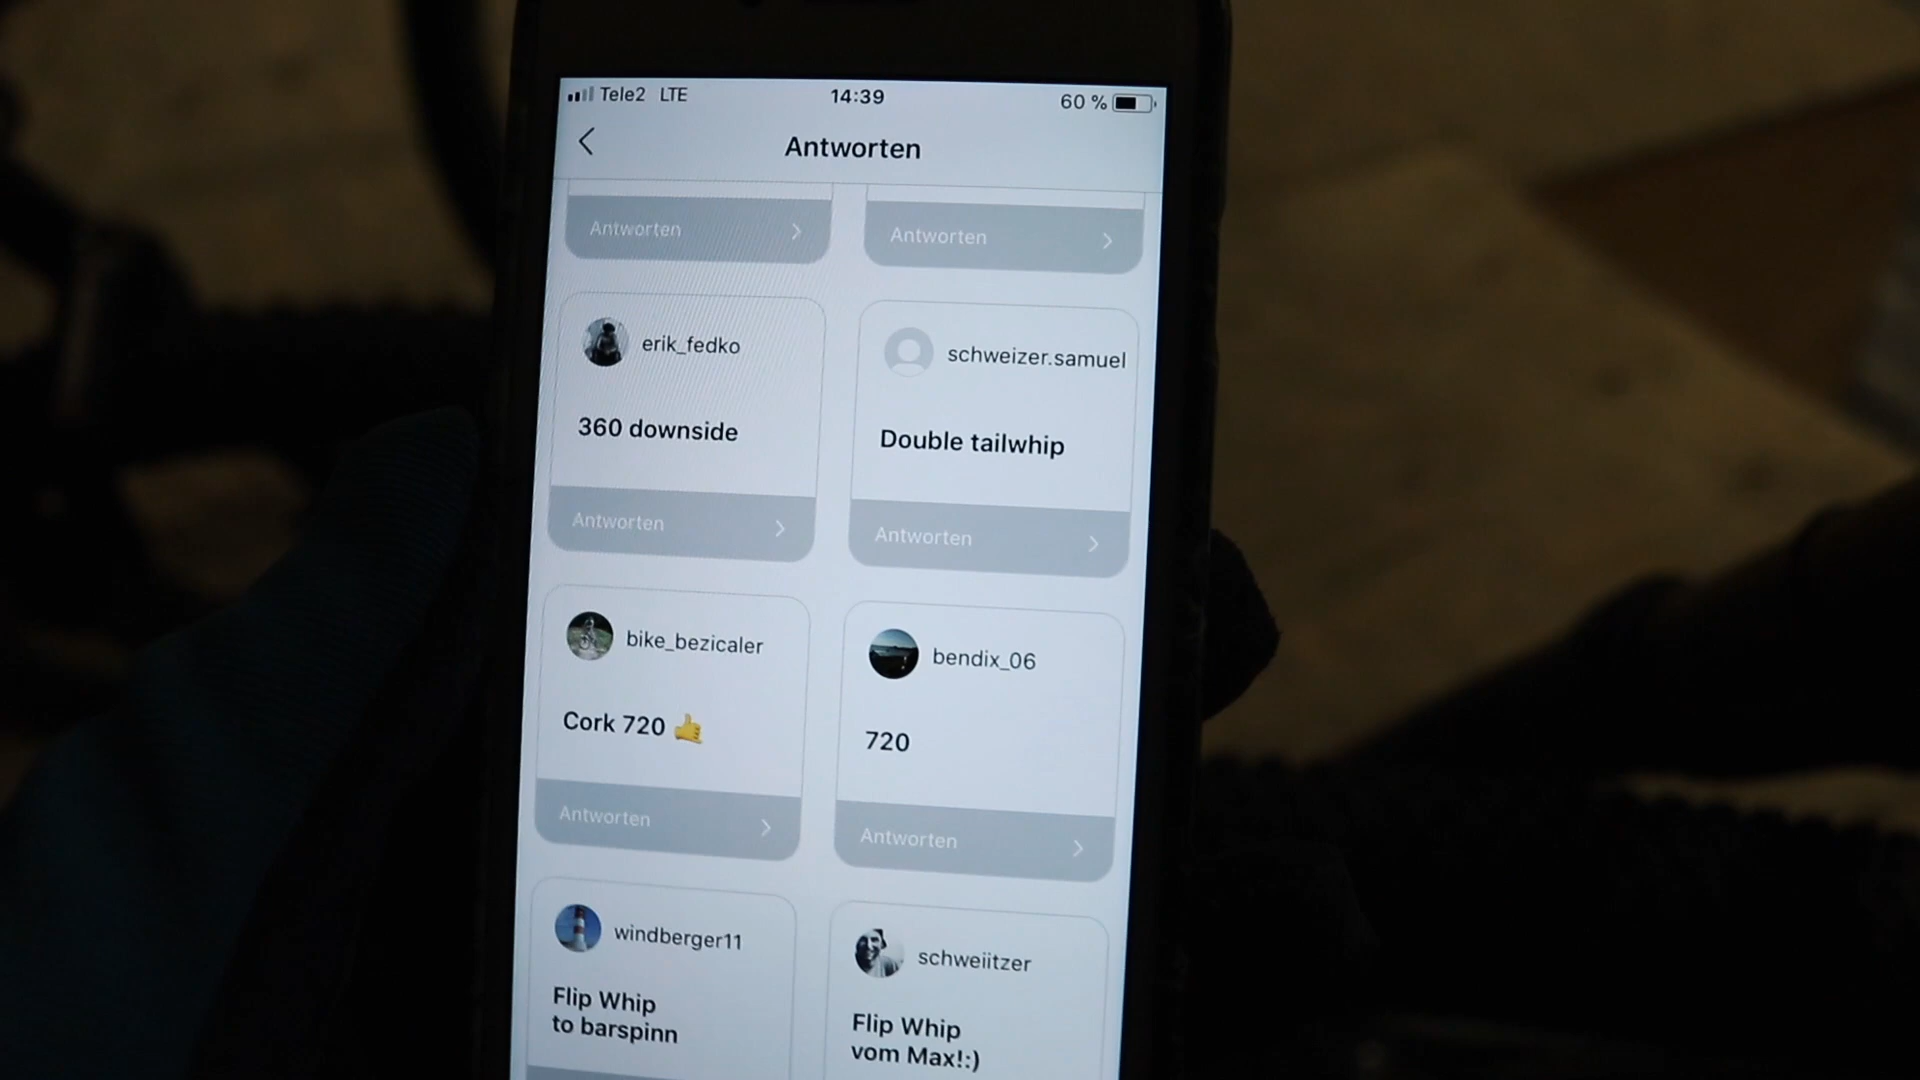 Tele2 LTE 14:39 60 %
Antworten
Antworten Antworten
erik_fedko
360 downside
Antworten
schweizer.samuel
Double tailwhip
Antworten
bike_bezicaler
Cork 720 🤙
Antworten
bendix_06
720
Antworten
windberger11
Flip Whip
to barspinn
schweiitzer
Flip Whip
vom Max!:)